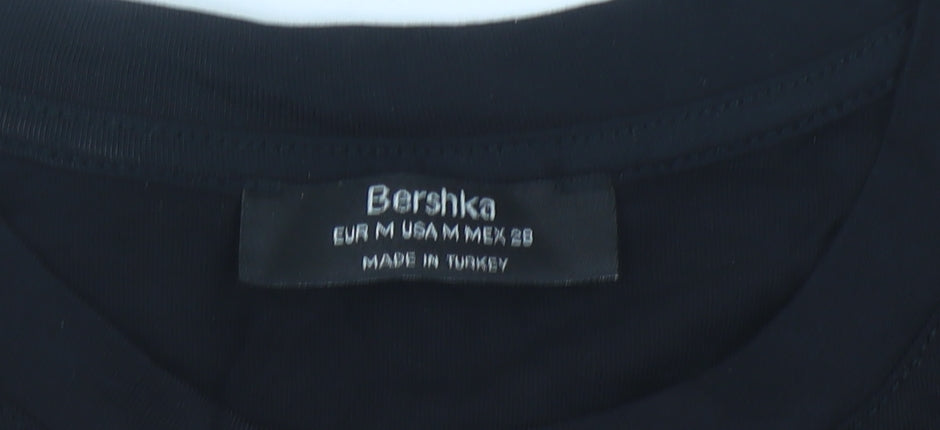 Bershka
EUR M USA M MEX 28
MADE IN TURKEY